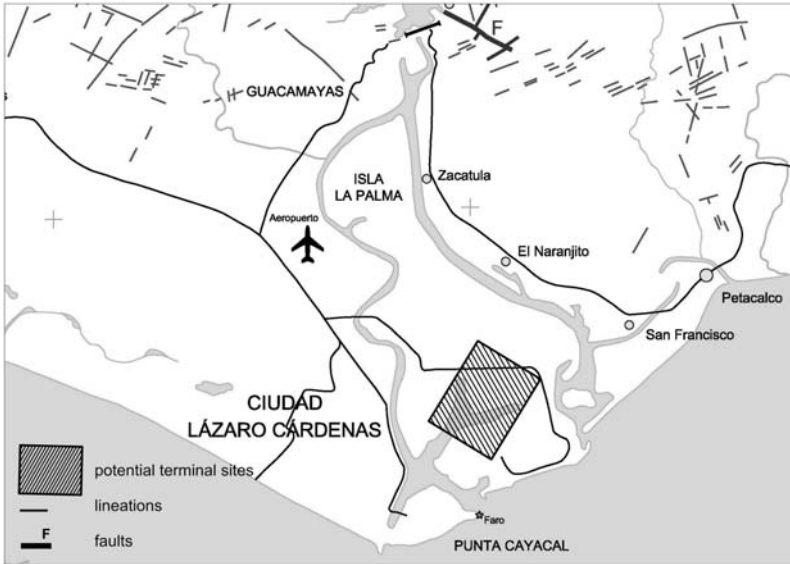 F
GUACAMAYAS
ISLA
LA PALMA
Zacatula
Aeropuerto
El Naranjito
Petacalco
San Francisco
CIUDAD
LÁZARO CÁRDENAS
potential terminal sites
lineations
F
faults
Faro
PUNTA CAYACAL